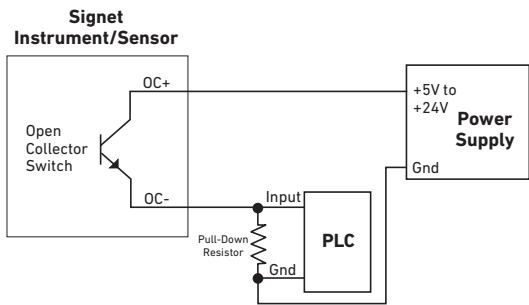 Signet
Instrument/Sensor
OC+
+5V to
+24V
Power
Supply
Open
Collector
Switch
Gnd
OC-
Input
Pull-Down
Resistor
PLC
Gnd